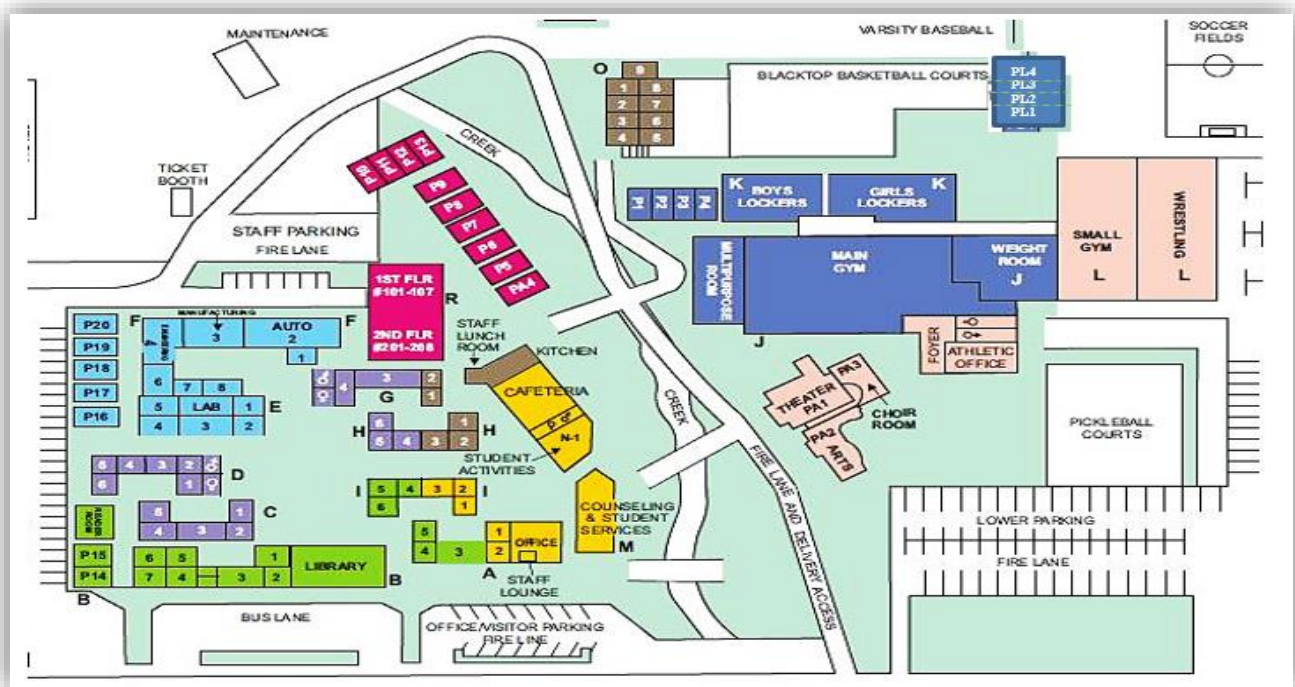 MAINTENANCE
VARSITY BASEBALL
SOCCER
FIELDS
O
9
1 8
2 7
3 6
4 5
BLACKTOP BASKETBALL COURTS
PL4
PL3
PL2
PL1
CREEK
P10 P11 P12 P13
P9
P8
P7
P6
P5
PA4
TICKET
BOOTH
STAFF PARKING
FIRE LANE
P1 P2 P3 P4
K BOYS
LOCKERS
GIRLS K
LOCKERS
MULTIPURPOSE
ROOM
MAIN
GYM
WEIGHT
ROOM
J
SMALL
GYM
L
WRESTLING
L
J
FOYER
ATHLETIC
OFFICE
1ST FLR
#101-107
2ND FLR
#201-208
R
STAFF
LUNCH
ROOM
KITCHEN
CAFETERIA
N-1
STUDENT
ACTIVITIES
MANUFACTURING
F
3
AUTO
2
F
1
4
P20
P19
P18
P17
P16
6 7 8
5 LAB 1
4 3 2
E
4 3 2
1
G
H
6 1
5 4 3 2
H
THEATER
PA1
PA3
CHOIR
ROOM
PA2
ARTS
PICKLEBALL
COURTS
CREEK
FIRE LANE AND DELIVERY ACCESS
5 4 3 2
6 1
D
5 1
4 3 2
C
I
5 4 3 2
6 1
I
COUNSELING
& STUDENT
SERVICES
M
5
4 3
1
2
OFFICE
A
STAFF
LOUNGE
P15
P14
B
6 5 1
7 4 3 2
LIBRARY
B
LOWER PARKING
FIRE LANE
BUS LANE
OFFICE/VISITOR PARKING
FIRE LINE